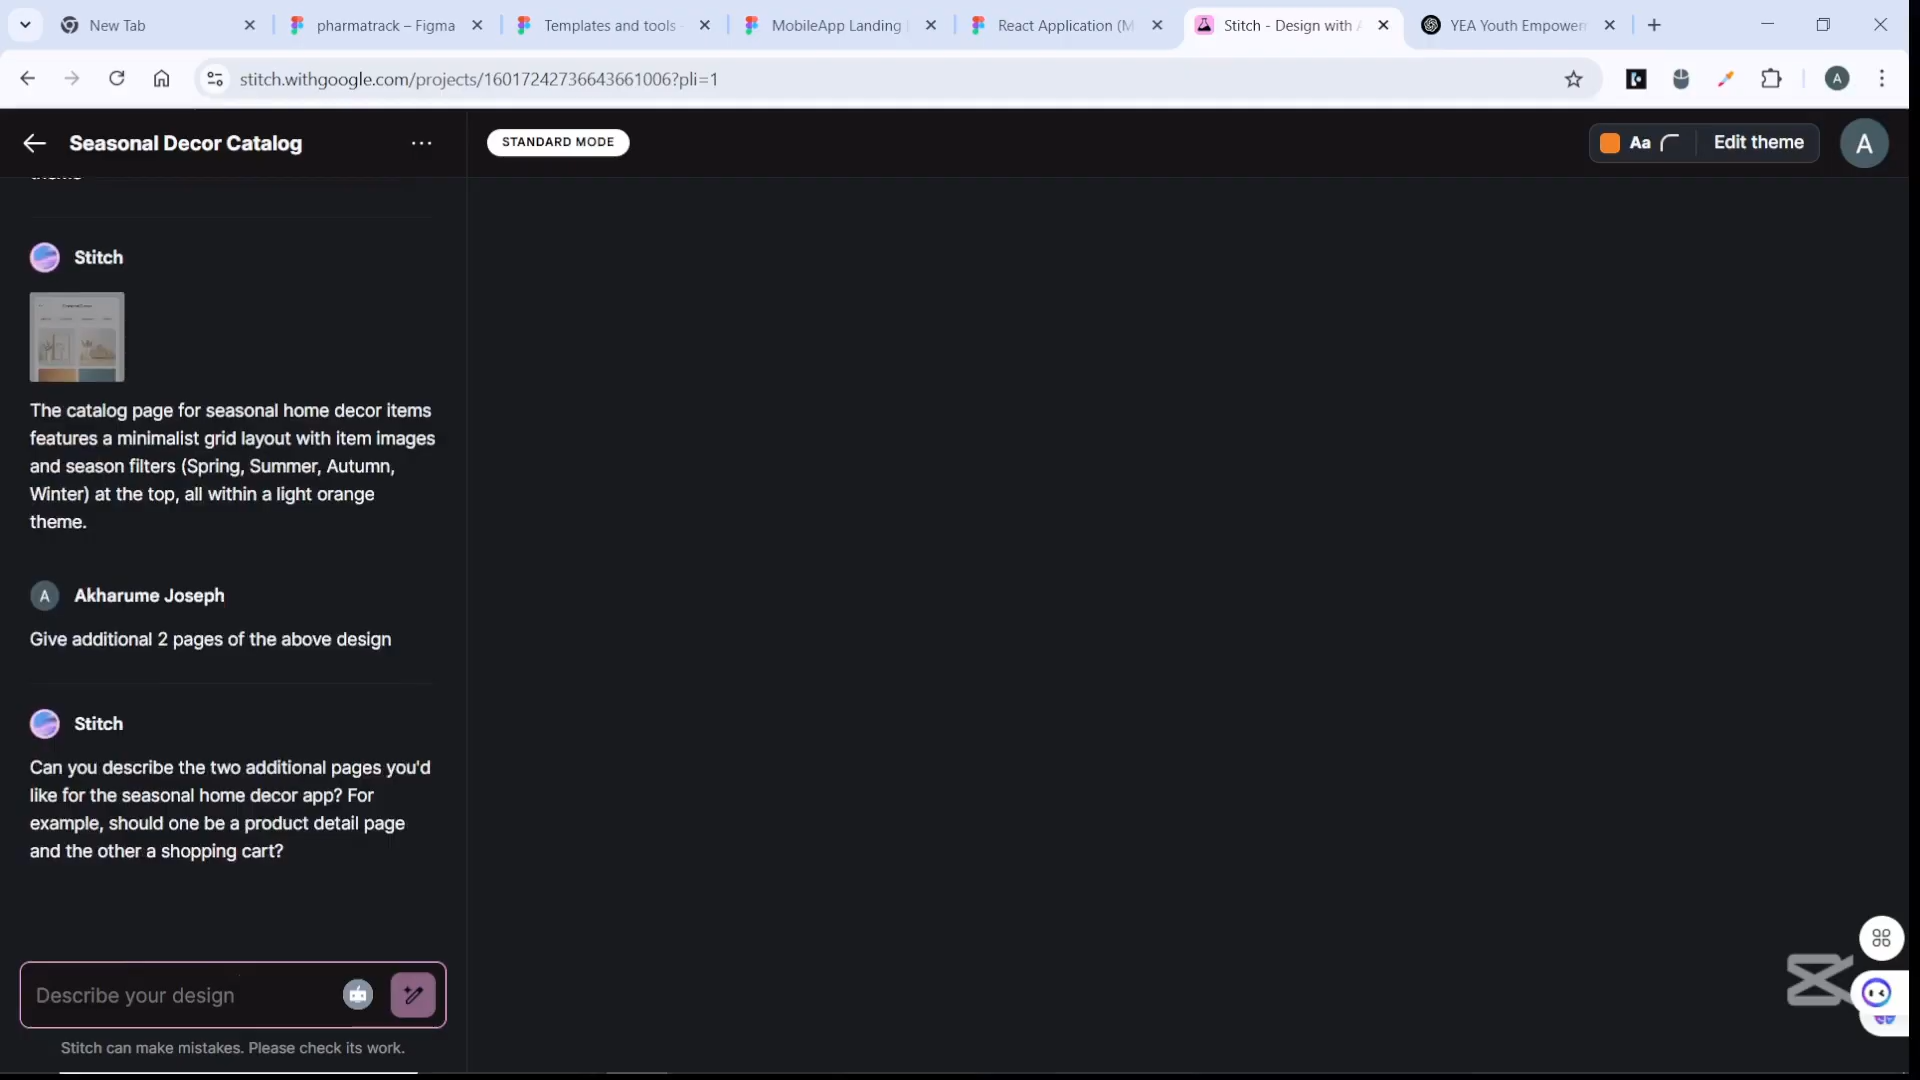 New Tab
pharmatrack – Figma
Templates and tools
MobileApp Landing
React Application (M
Stitch - Design with A
YEA Youth Empower
stitch.withgoogle.com/projects/16017242736643661006?pli=1
A
Seasonal Decor Catalog
STANDARD MODE
Aa
Edit theme
A
Stitch
The catalog page for seasonal home decor items
features a minimalist grid layout with item images
and season filters (Spring, Summer, Autumn,
Winter) at the top, all within a light orange
theme.
A
Akharume Joseph
Give additional 2 pages of the above design
Stitch
Can you describe the two additional pages you'd
like for the seasonal home decor app? For
example, should one be a product detail page
and the other a shopping cart?
Describe your design
Stitch can make mistakes. Please check its work.